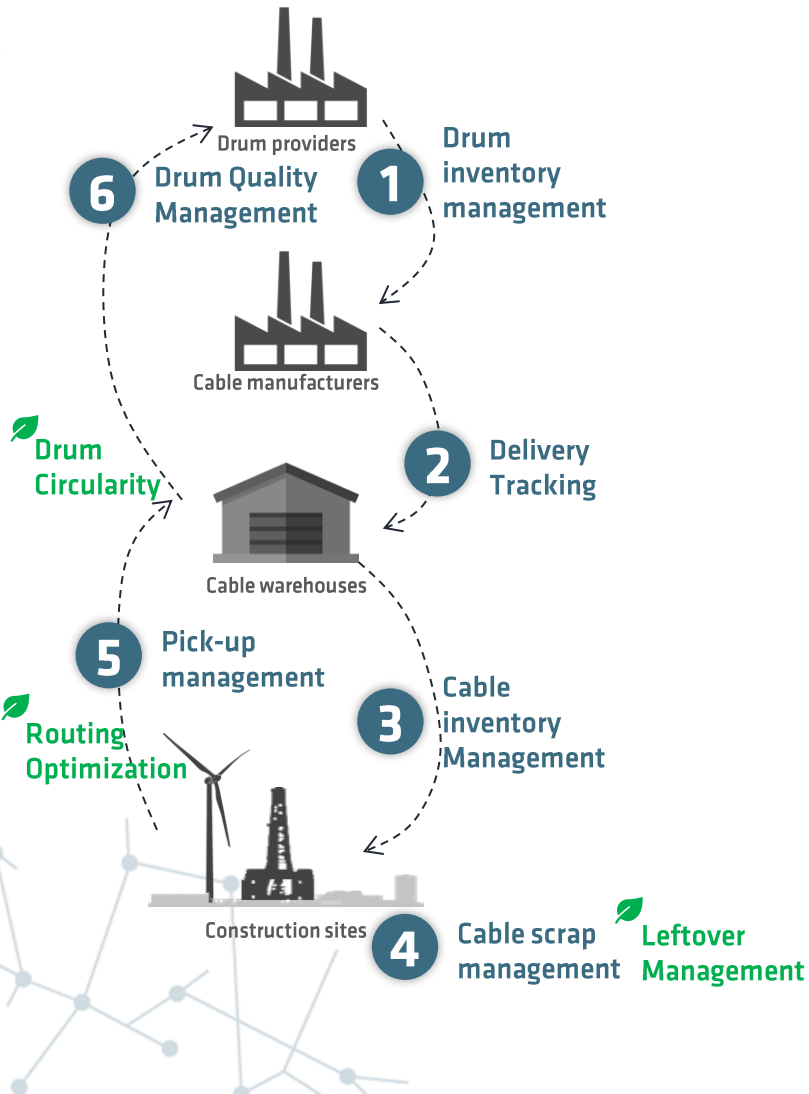 Drum providers
1
Drum
inventory
management
6
Drum Quality
Management
Cable manufacturers
2
Delivery
Tracking
Drum
Circularity
Cable warehouses
5
Pick-up
management
3
Cable
inventory
Management
Routing
Optimization
Construction sites
4
Cable scrap
management
Leftover
Management